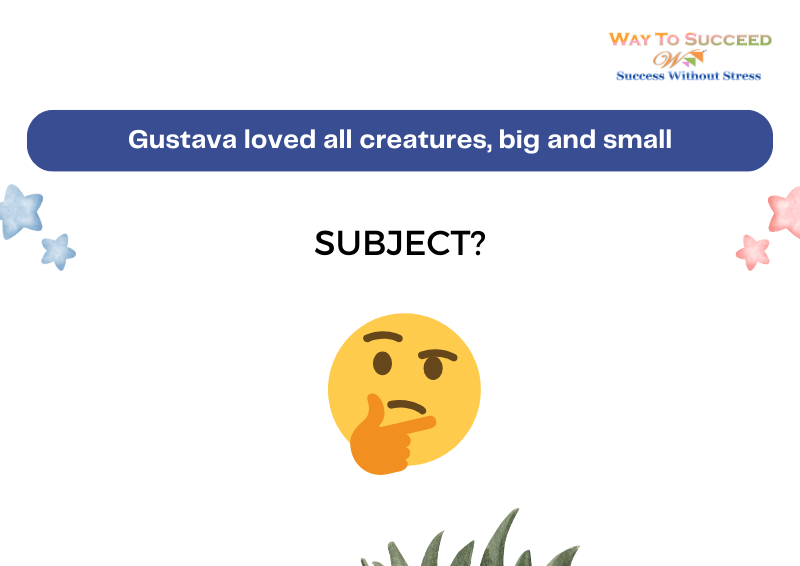 WAY TO SUCCEED
Success Without Stress
Gustava loved all creatures, big and small
SUBJECT?